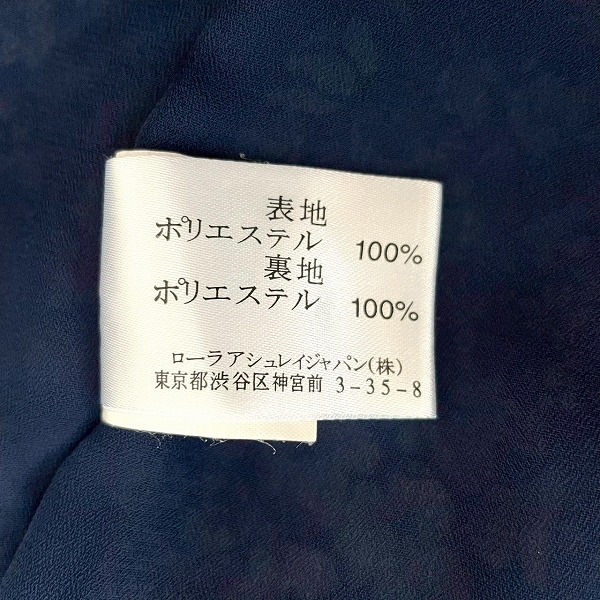 表地
ポリエステル 100%
裏地
ポリエステル 100%
ローラアシュレイジャパン(株)
東京都渋谷区神宮前 3-35-8